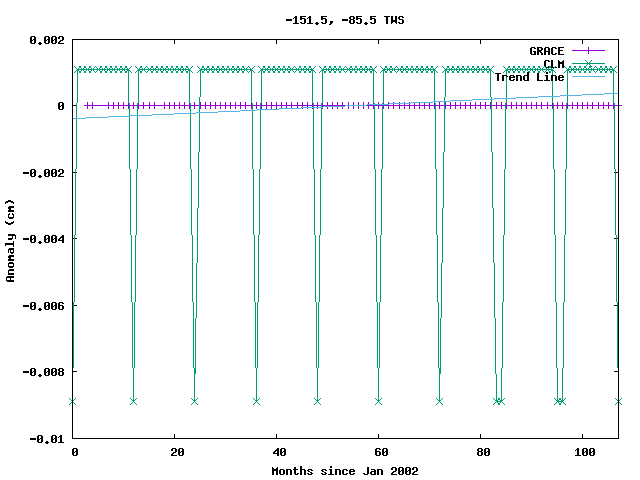 -151.5, -85.5 TWS
GRACE
CLM
Trend Line
0.002
0
-0.002
-0.004
-0.006
-0.008
-0.01
Anomaly (cm)
0 20 40 60 80 100
Months since Jan 2002